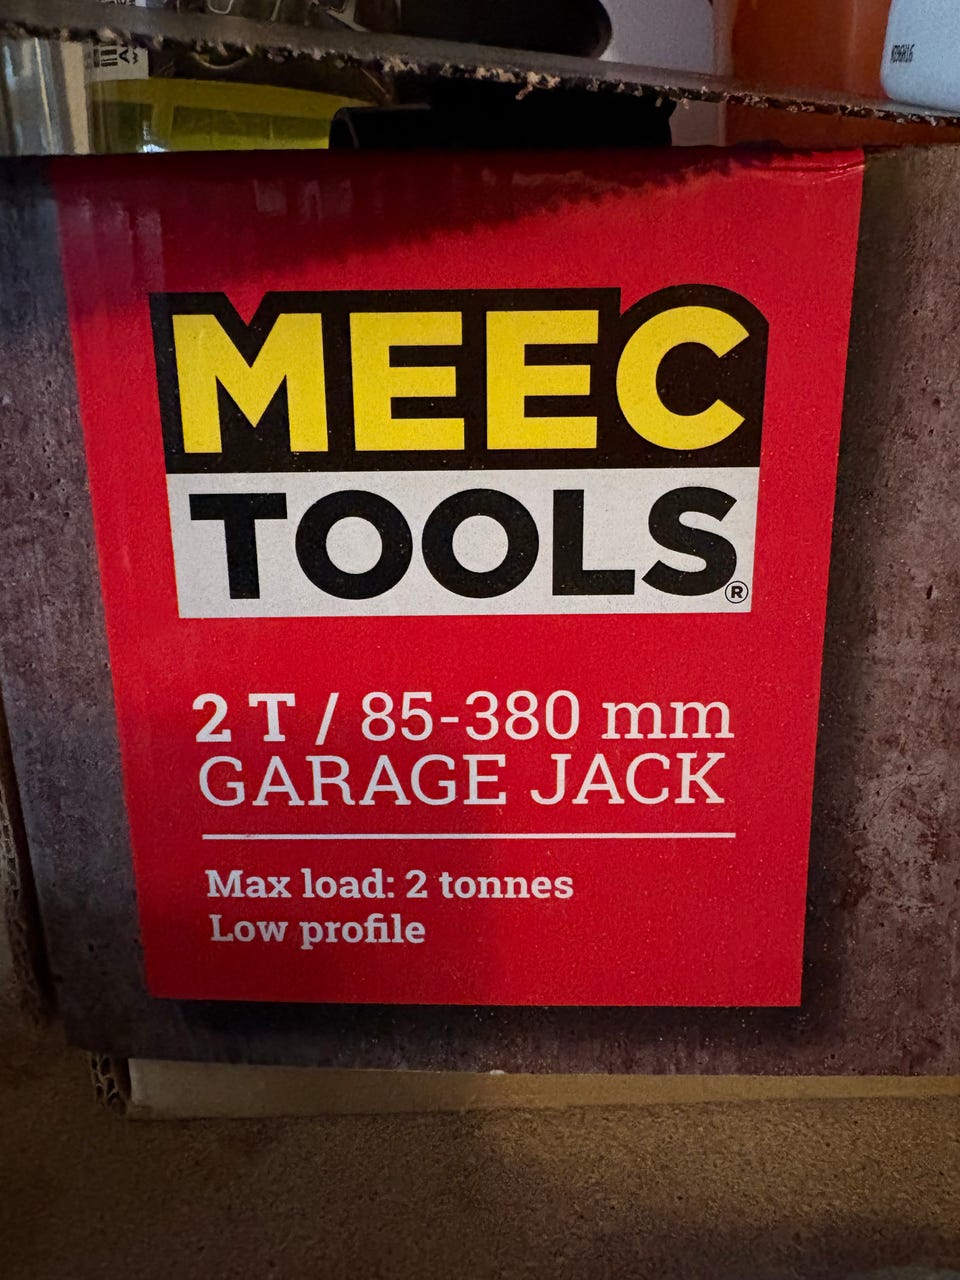 MEEC
TOOLS®
2 T / 85-380 mm
GARAGE JACK
Max load: 2 tonnes
Low profile